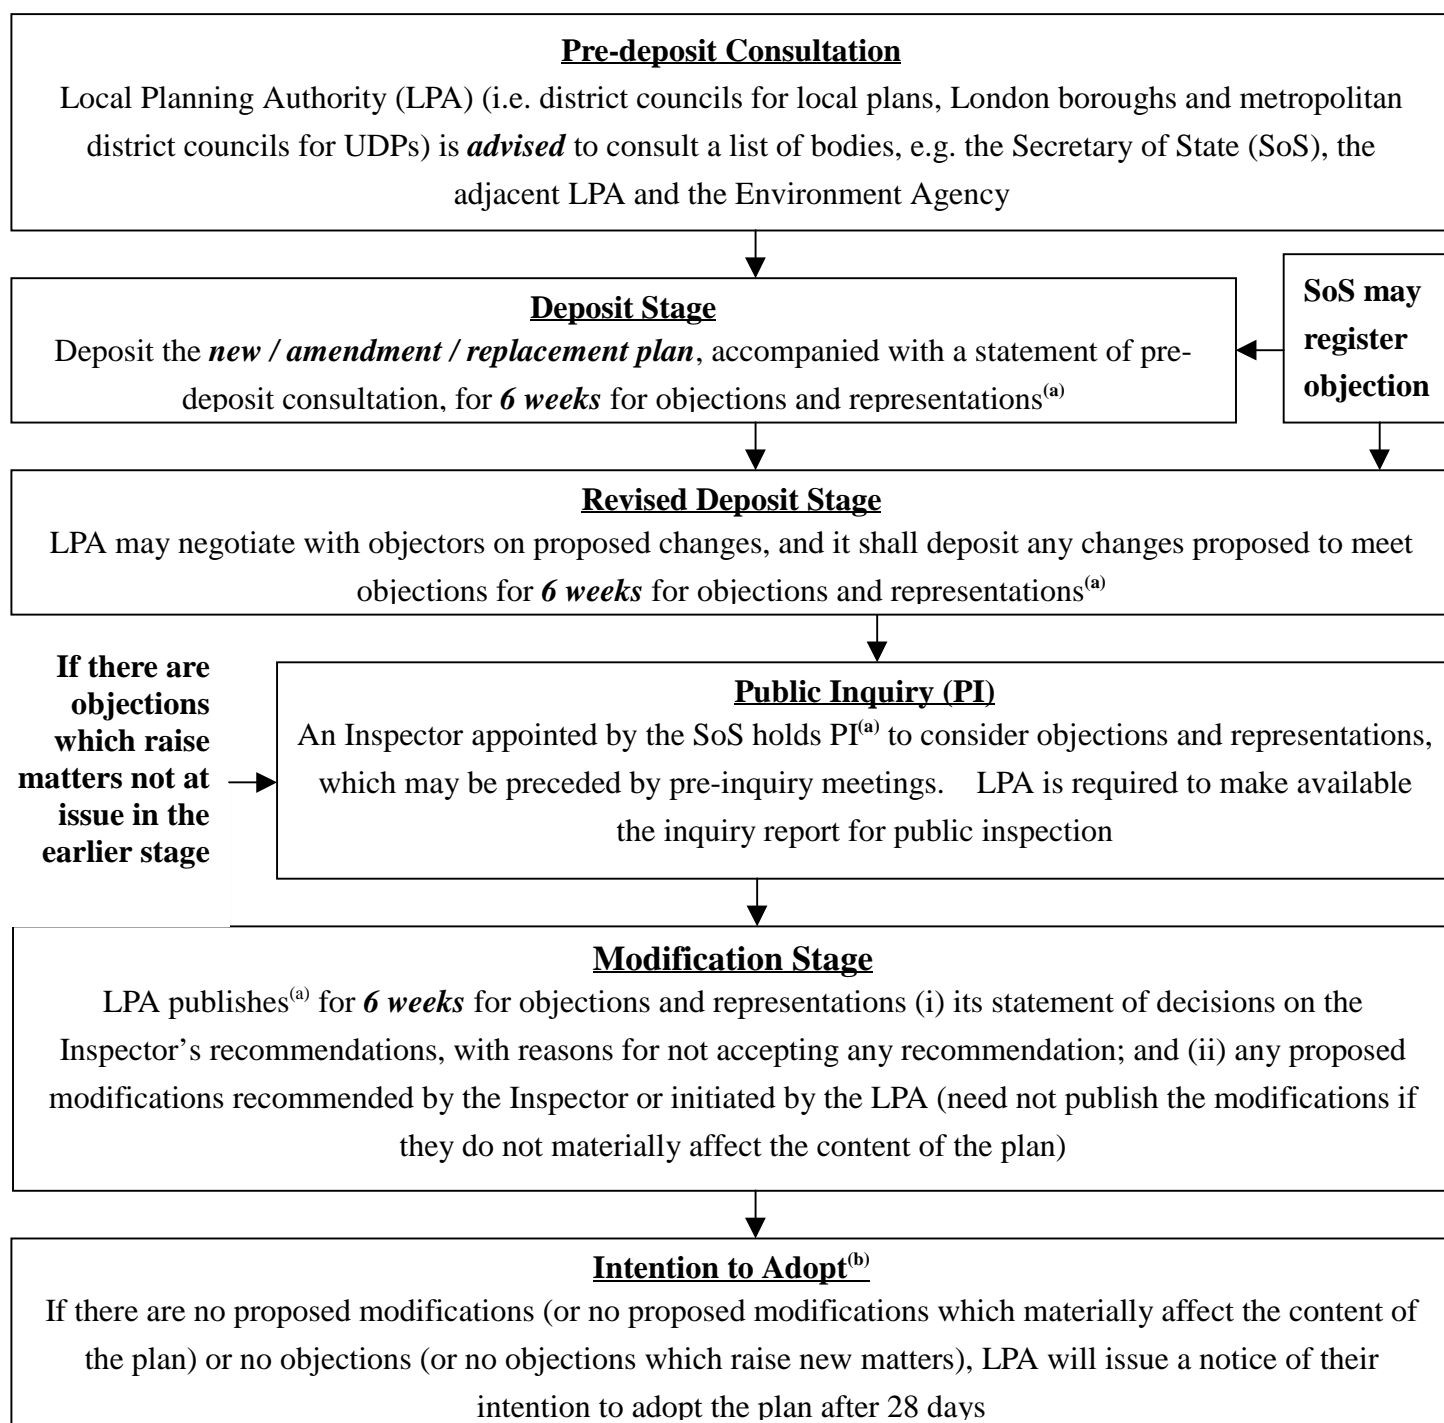 Pre-deposit Consultation
Local Planning Authority (LPA) (i.e. district councils for local plans, London boroughs and metropolitan
district councils for UDPs) is advised to consult a list of bodies, e.g. the Secretary of State (SoS), the
adjacent LPA and the Environment Agency
Deposit Stage
Deposit the new / amendment / replacement plan, accompanied with a statement of pre-
deposit consultation, for 6 weeks for objections and representations(a)
SoS may
register
objection
Revised Deposit Stage
LPA may negotiate with objectors on proposed changes, and it shall deposit any changes proposed to meet
objections for 6 weeks for objections and representations(a)
If there are
objections
which raise
matters not at
issue in the
earlier stage
Public Inquiry (PI)
An Inspector appointed by the SoS holds PI(a) to consider objections and representations,
which may be preceded by pre-inquiry meetings. LPA is required to make available
the inquiry report for public inspection
Modification Stage
LPA publishes(a) for 6 weeks for objections and representations (i) its statement of decisions on the
Inspector’s recommendations, with reasons for not accepting any recommendation; and (ii) any proposed
modifications recommended by the Inspector or initiated by the LPA (need not publish the modifications if
they do not materially affect the content of the plan)
Intention to Adopt(b)
If there are no proposed modifications (or no proposed modifications which materially affect the content of
the plan) or no objections (or no objections which raise new matters), LPA will issue a notice of their
intention to adopt the plan after 28 days